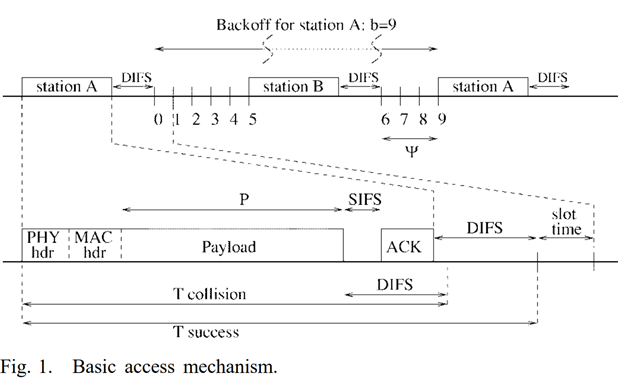 Backoff for station A: b=9
station A DIFS station B DIFS station A DIFS
0 1 2 3 4 5 6 7 8 9
Ψ
P SIFS slot
time
PHY hdr MAC hdr Payload ACK DIFS
DIFS
T collision
T success
Fig. 1. Basic access mechanism.